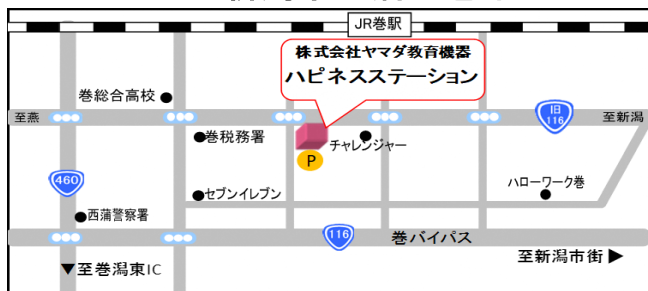 JR巻駅
株式会社ヤマダ教育機器
ハピネスステーション
巻総合高校
至燕
旧
116
至新潟
巻税務署
チャレンジャー
P
460
セブンイレブン
ハローワーク巻
西蒲警察署
116
巻バイパス
至新潟市街▶
▼至巻潟東IC